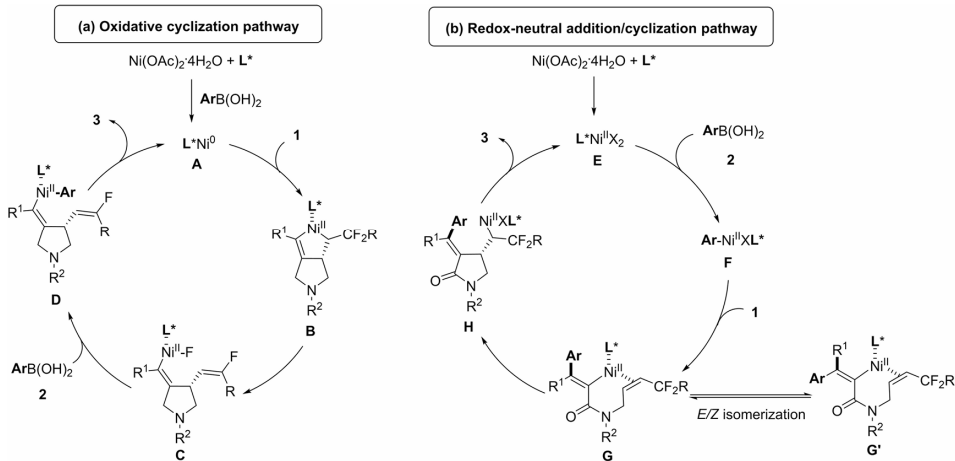 (a) Oxidative cyclization pathway
Ni(OAc)₂·4H₂O + L*
ArB(OH)₂
3
1
L*Niᴼ
A
L*
Niᴵᴵ-Ar
R¹
F
R
N
R²
D
L*
Niᴵᴵ
R¹
CF₂R
N
R²
B
ArB(OH)₂
2
L*
Niᴵᴵ-F
R¹
F
R
N
R²
C
(b) Redox-neutral addition/cyclization pathway
Ni(OAc)₂·4H₂O + L*
3
L*NiᴵᴵX₂
E
ArB(OH)₂
2
Ar
NiᴵᴵXL*
R¹
CF₂R
O
N
R²
H
Ar-NiᴵᴵXL*
F
1
Ar
L*
Niᴵᴵ
R¹
CF₂R
O
N
R²
G
E/Z isomerization
R¹
L*
Ar
Niᴵᴵ
CF₂R
O
N
R²
G'